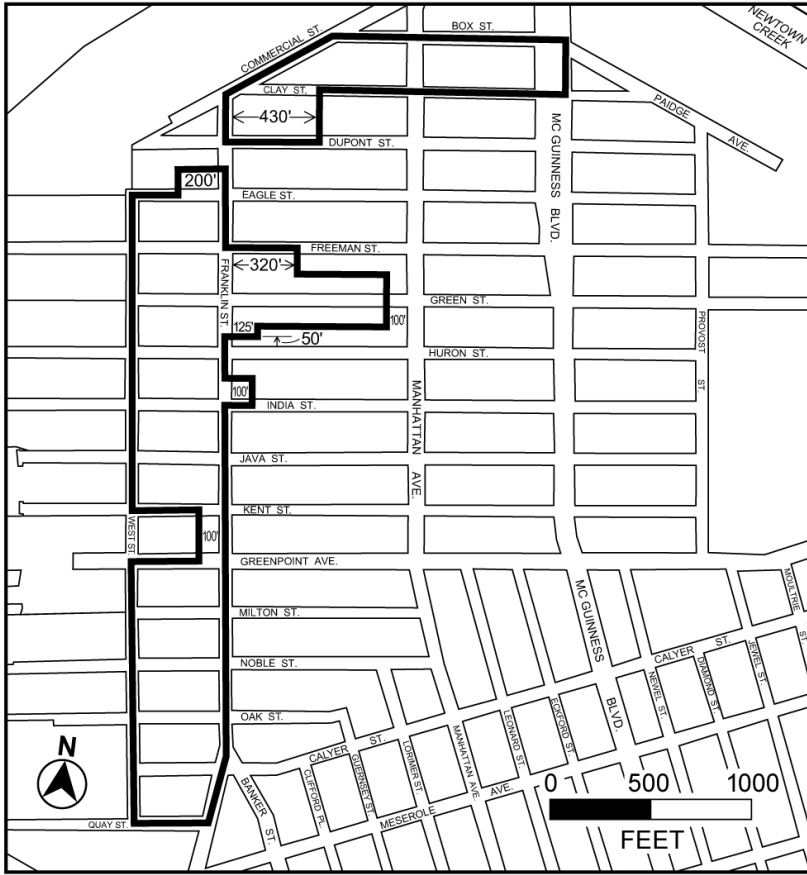 NEWTOWN
CREEK
BOX ST.
COMMERCIAL ST.
CLAY ST.
PAIDGE
AVE.
430'
DUPONT ST.
MC GUINNESS BLVD.
200'
EAGLE ST.
FREEMAN ST.
320'
FRANKLIN ST.
GREEN ST.
PROVOST ST.
125'
100'
50'
HURON ST.
MANHATTAN AVE.
100'
INDIA ST.
JAVA ST.
KENT ST.
WEST ST.
100'
GREENPOINT AVE.
MC GUINNESS BLVD.
MOULTRIE ST.
MILTON ST.
CALYER ST.
JEWEL ST.
NOBLE ST.
DIAMOND ST.
NEWEL ST.
OAK ST.
ECKFORD ST.
LEONARD ST.
MANHATTAN AVE.
N
CALYER ST.
LORIMER ST.
GUERNSEY ST.
CLIFFORD PL.
BANKER ST.
MESEROLE AVE.
0 500 1000
FEET
QUAY ST.